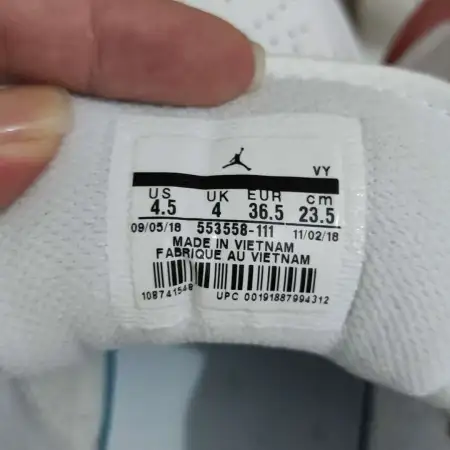 VY
US UK EUR cm
4.5 4 36.5 23.5
09/05/18 553558-111 11/02/18
MADE IN VIETNAM
FABRIQUE AU VIETNAM
UPC 00191887994312